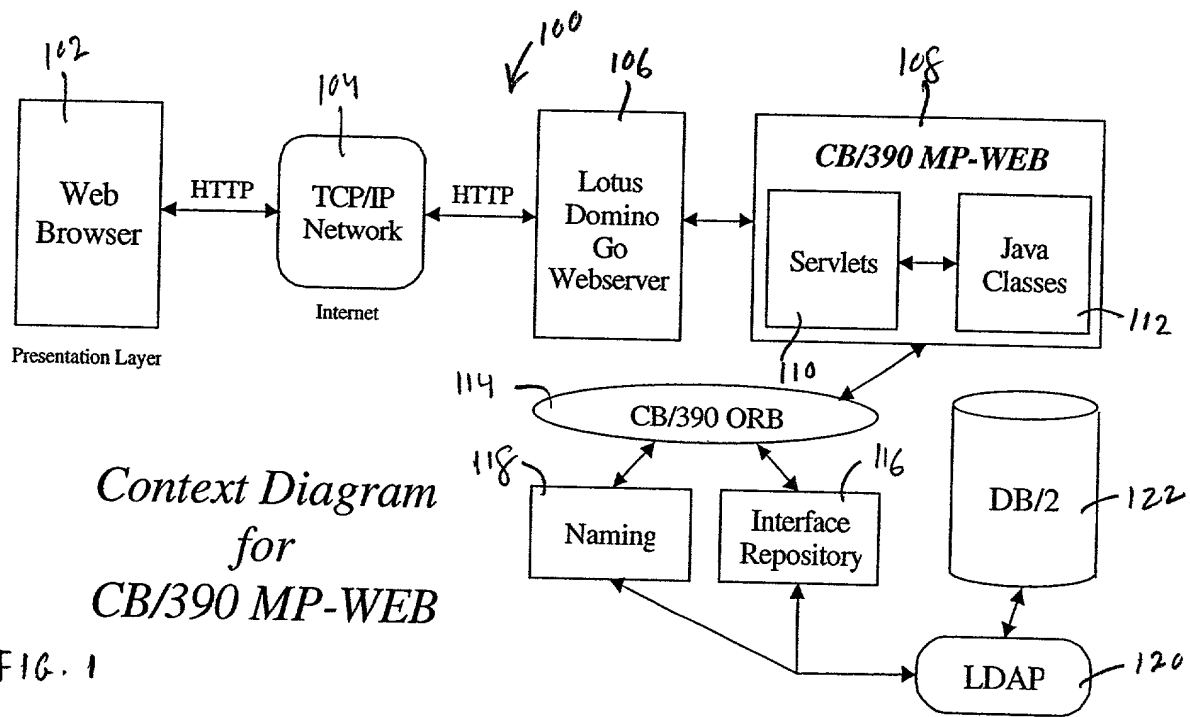 100
102
104
106
108
Web
Browser
HTTP
TCP/IP
Network
HTTP
Lotus
Domino
Go
Webserver
CB/390 MP-WEB
Servlets
Java
Classes
Internet
Presentation Layer
110
112
114
CB/390 ORB
118
116
Naming
Interface
Repository
DB/2
122
Context Diagram
for
CB/390 MP-WEB
FIG. 1
LDAP
120